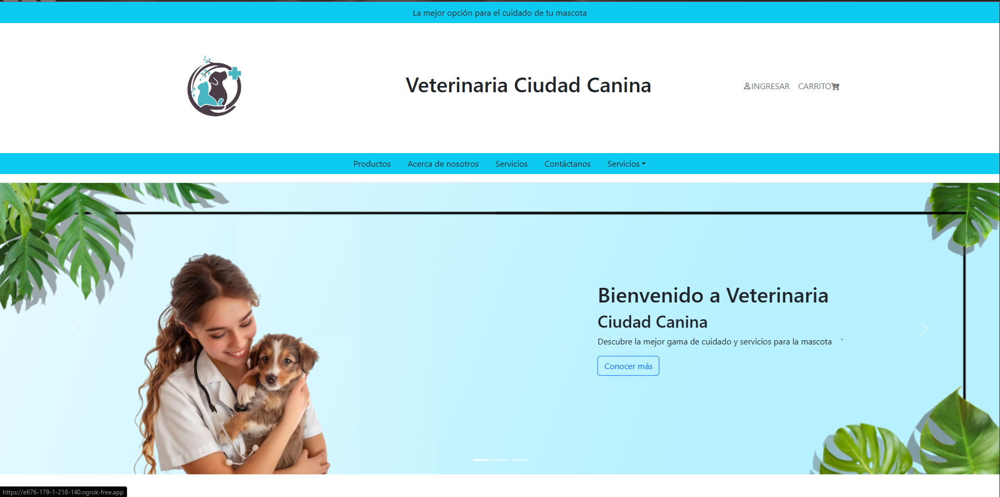 La mejor opción para el cuidado de tu mascota
Veterinaria Ciudad Canina
INGRESAR CARRITO
Productos Acerca de nosotros Servicios Contáctanos Servicios
Bienvenido a Veterinaria
Ciudad Canina
Descubre la mejor gama de cuidado y servicios para la mascota
Conocer más
https://e676-179-1-218-140.ngrok-free.app